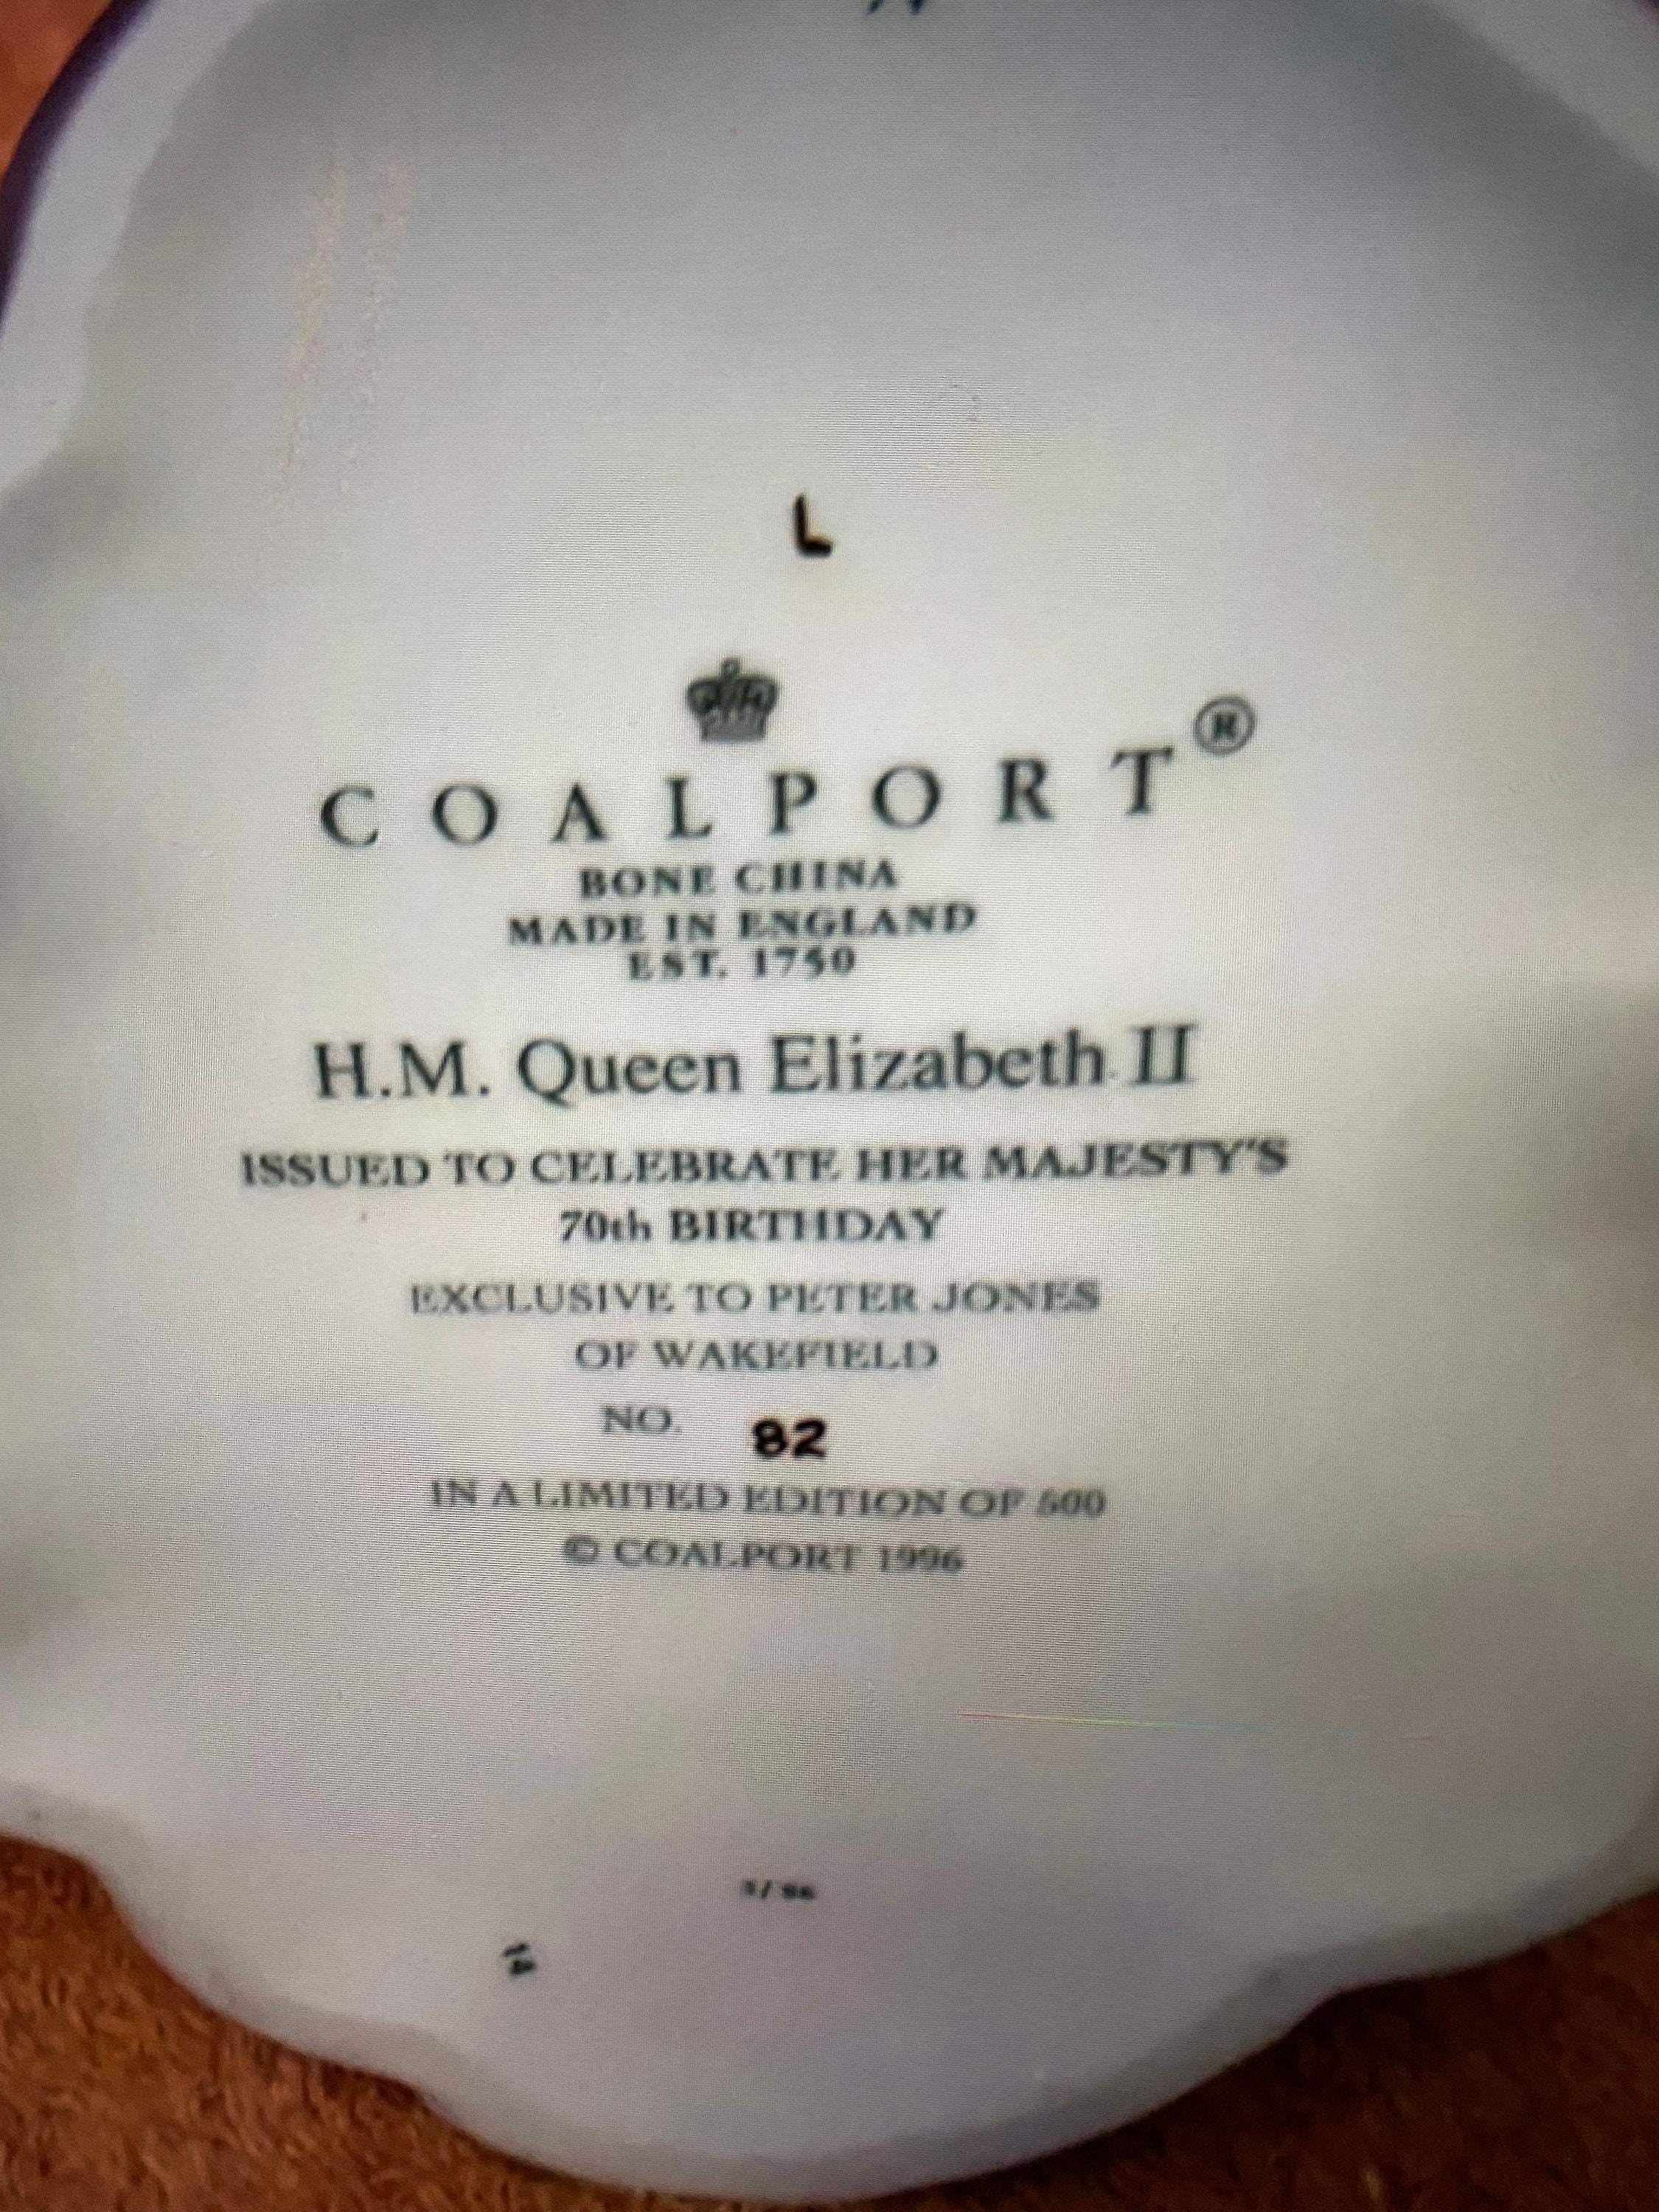 L
COALPORT®
BONE CHINA
MADE IN ENGLAND
EST. 1750
H.M. Queen Elizabeth II
ISSUED TO CELEBRATE HER MAJESTY'S
70th BIRTHDAY
EXCLUSIVE TO PETER JONES
OF WAKEFIELD
NO. 82
IN A LIMITED EDITION OF 500
© COALPORT 1996